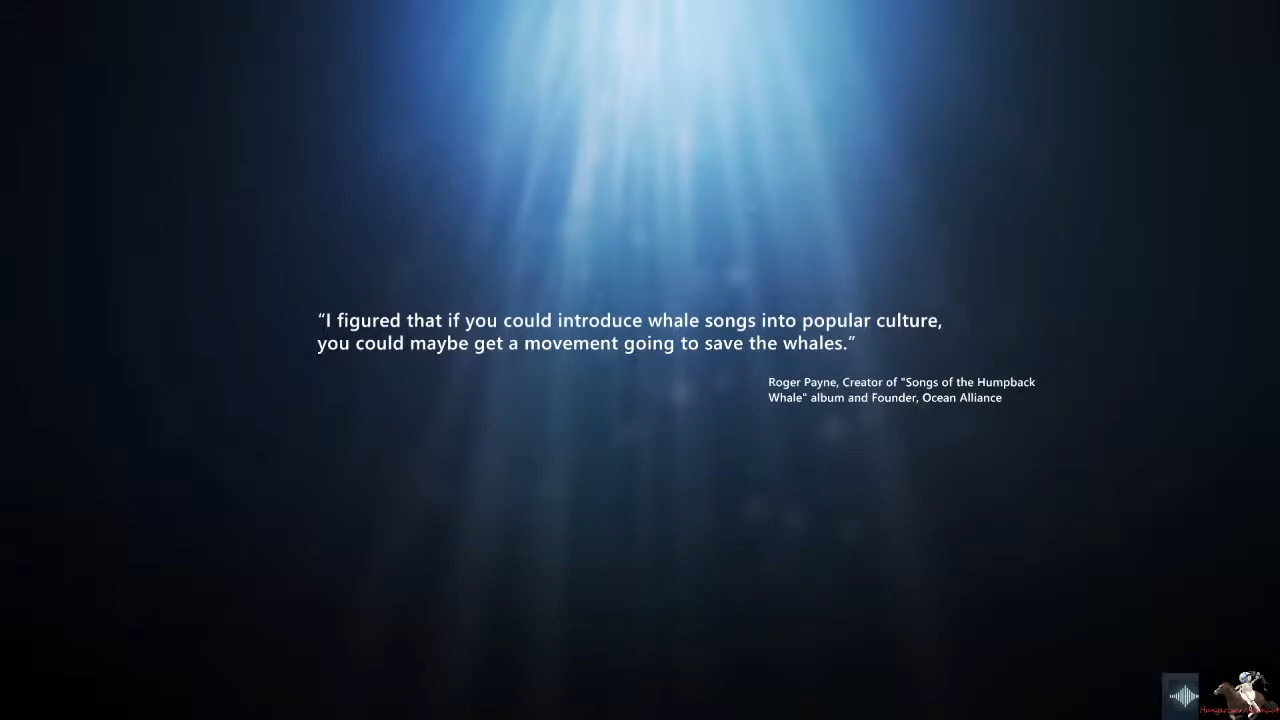 “I figured that if you could introduce whale songs into popular culture,
you could maybe get a movement going to save the whales.”
Roger Payne, Creator of "Songs of the Humpback
Whale" album and Founder, Ocean Alliance